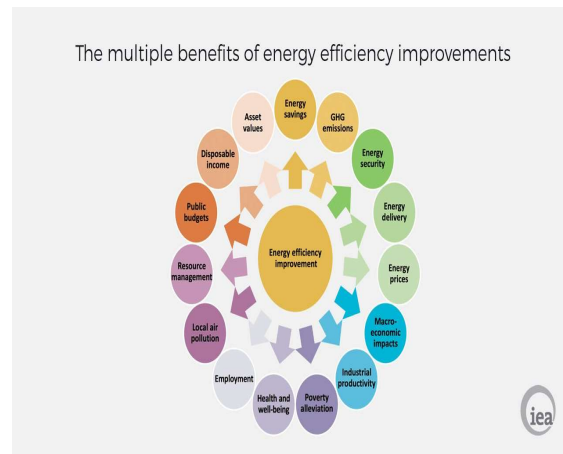 The multiple benefits of energy efficiency improvements
Energy
savings
GHG
emissions
Energy
security
Energy
delivery
Energy
prices
Macro-
economic
impacts
Industrial
productivity
Poverty
alleviation
Health and
well-being
Employment
Local air
pollution
Resource
management
Public
budgets
Disposable
income
Asset
values
Energy efficiency
improvement
iea